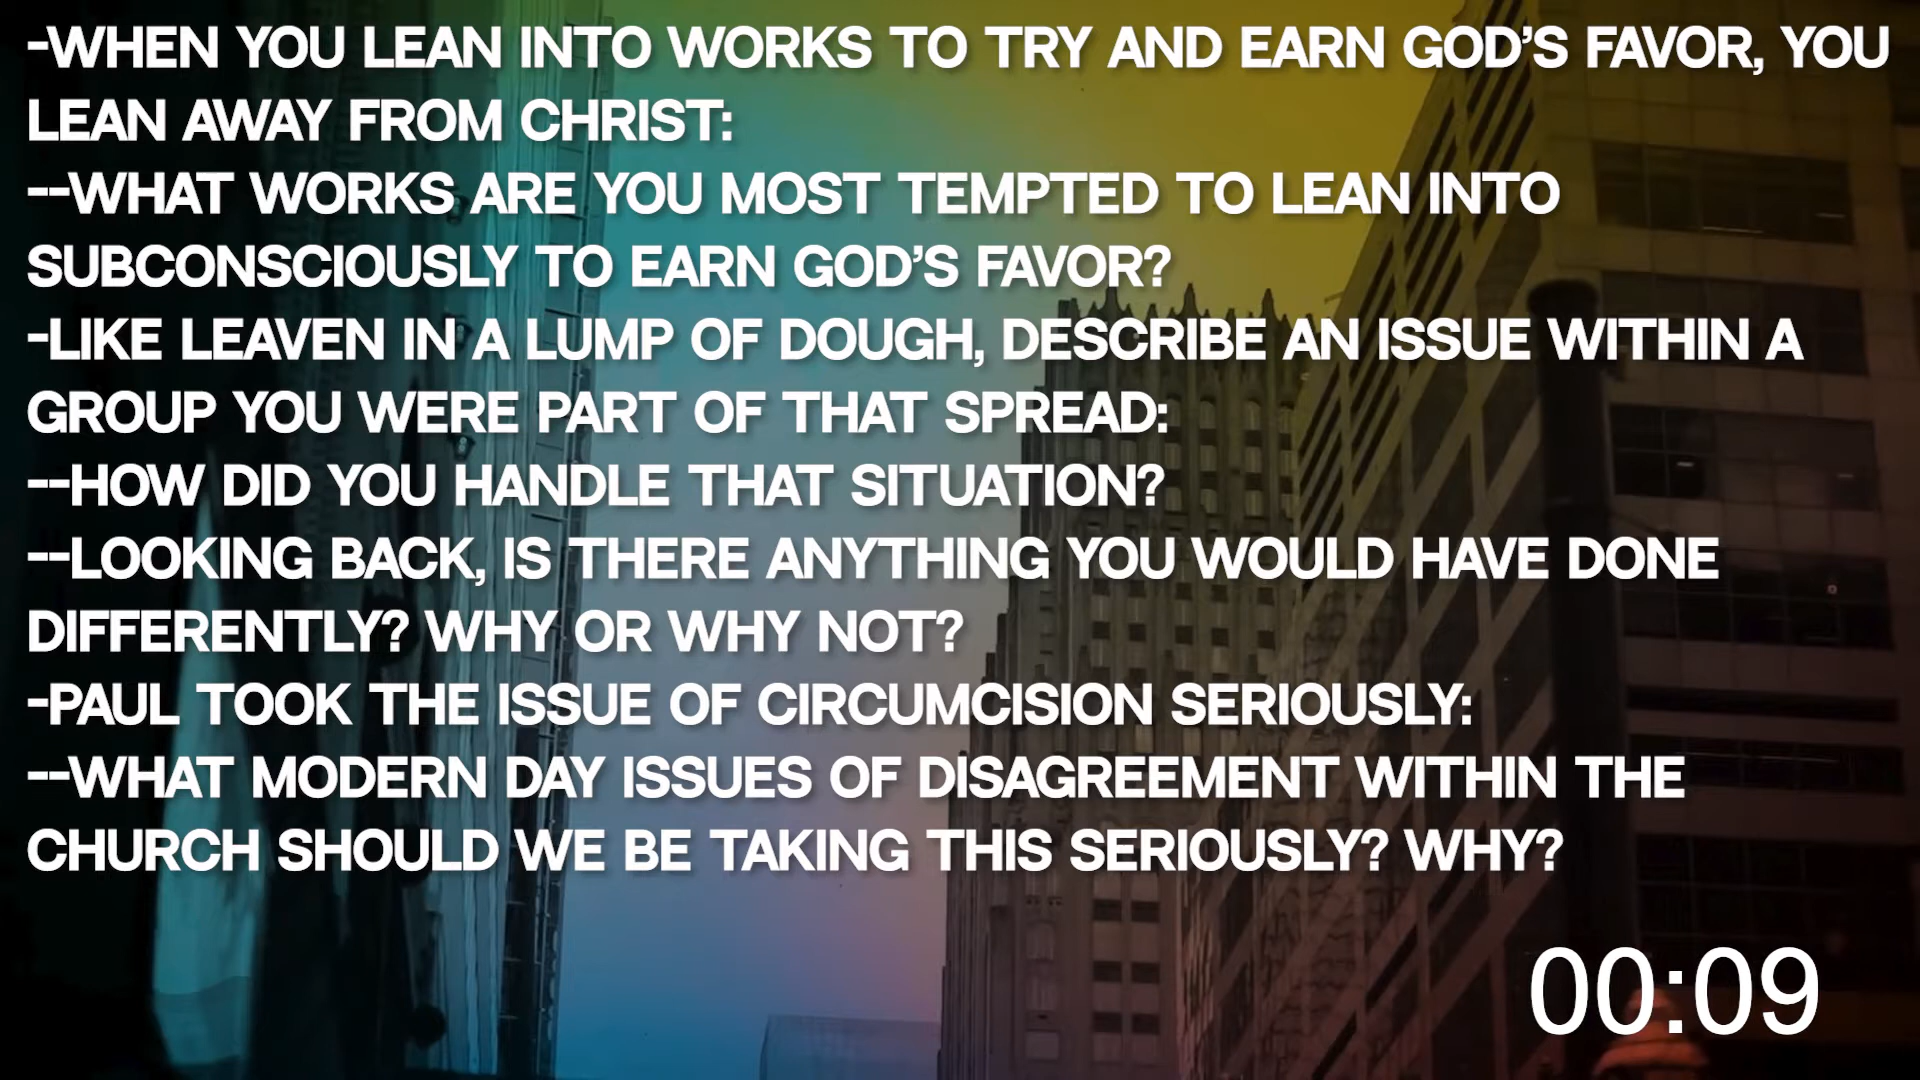 -WHEN YOU LEAN INTO WORKS TO TRY AND EARN GOD’S FAVOR, YOU
LEAN AWAY FROM CHRIST:
--WHAT WORKS ARE YOU MOST TEMPTED TO LEAN INTO
SUBCONSCIOUSLY TO EARN GOD’S FAVOR?
-LIKE LEAVEN IN A LUMP OF DOUGH, DESCRIBE AN ISSUE WITHIN A
GROUP YOU WERE PART OF THAT SPREAD:
--HOW DID YOU HANDLE THAT SITUATION?
--LOOKING BACK, IS THERE ANYTHING YOU WOULD HAVE DONE
DIFFERENTLY? WHY OR WHY NOT?
-PAUL TOOK THE ISSUE OF CIRCUMCISION SERIOUSLY:
--WHAT MODERN DAY ISSUES OF DISAGREEMENT WITHIN THE
CHURCH SHOULD WE BE TAKING THIS SERIOUSLY? WHY?
00:09